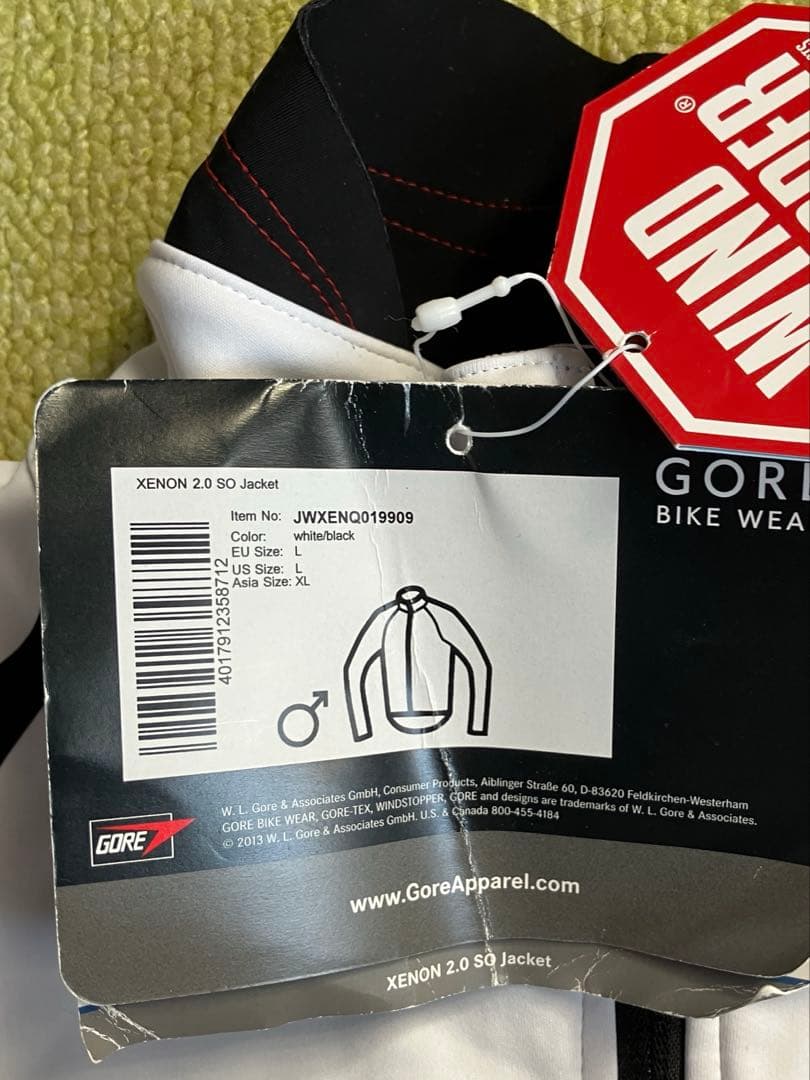 WIND
®
XENON 2.0 SO Jacket
Item No: JWXENQ019909
Color: white/black
EU Size: L
US Size: L
Asia Size: XL
4017912358712
GORE
BIKE WEA
GORE
W. L. Gore & Associates GmbH, Consumer Products, Aiblinger Straße 60, D-83620 Feldkirchen-Westerham
GORE BIKE WEAR, GORE-TEX, WINDSTOPPER, GORE and designs are trademarks of W. L. Gore & Associates.
© 2013 W. L. Gore & Associates GmbH. U.S. & Canada 800-455-4184
www.GoreApparel.com
XENON 2.0 SO Jacket